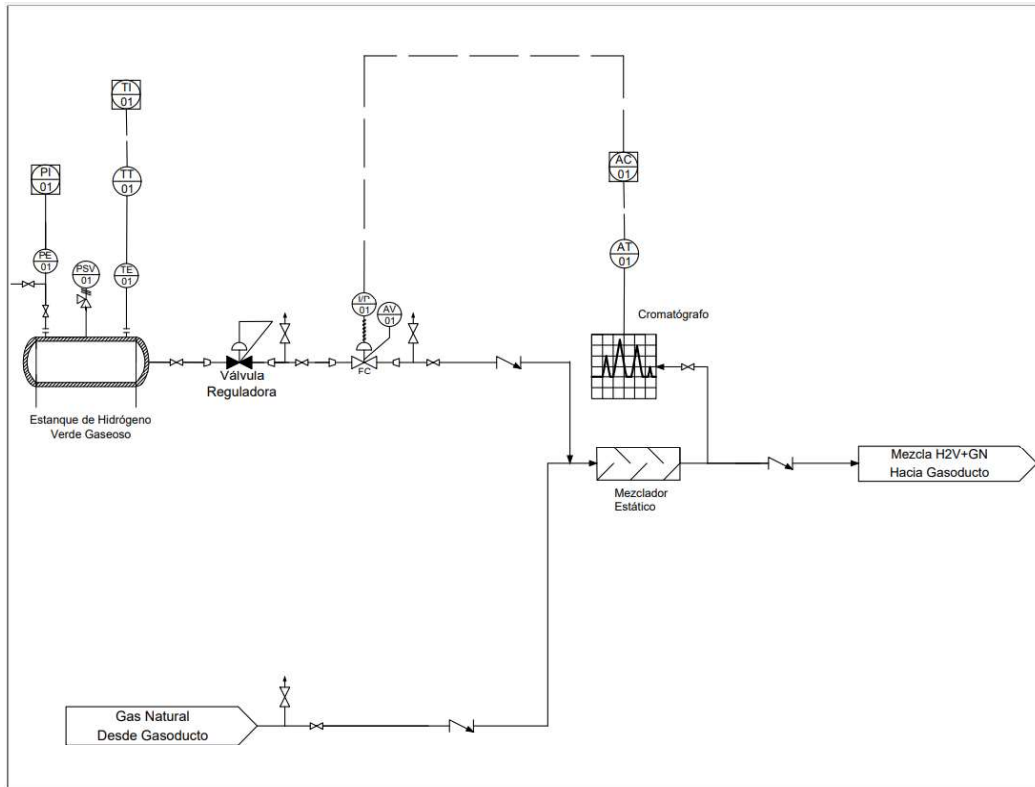 TI
01
PI
01
TT
01
AC
01
AT
01
PE
01
PSV
01
TE
01
I/P
01
AV
01
FC
Cromatógrafo
Válvula
Reguladora
Estanque de Hidrógeno
Verde Gaseoso
Mezcla H2V+GN
Hacia Gasoducto
Mezclador
Estático
Gas Natural
Desde Gasoducto